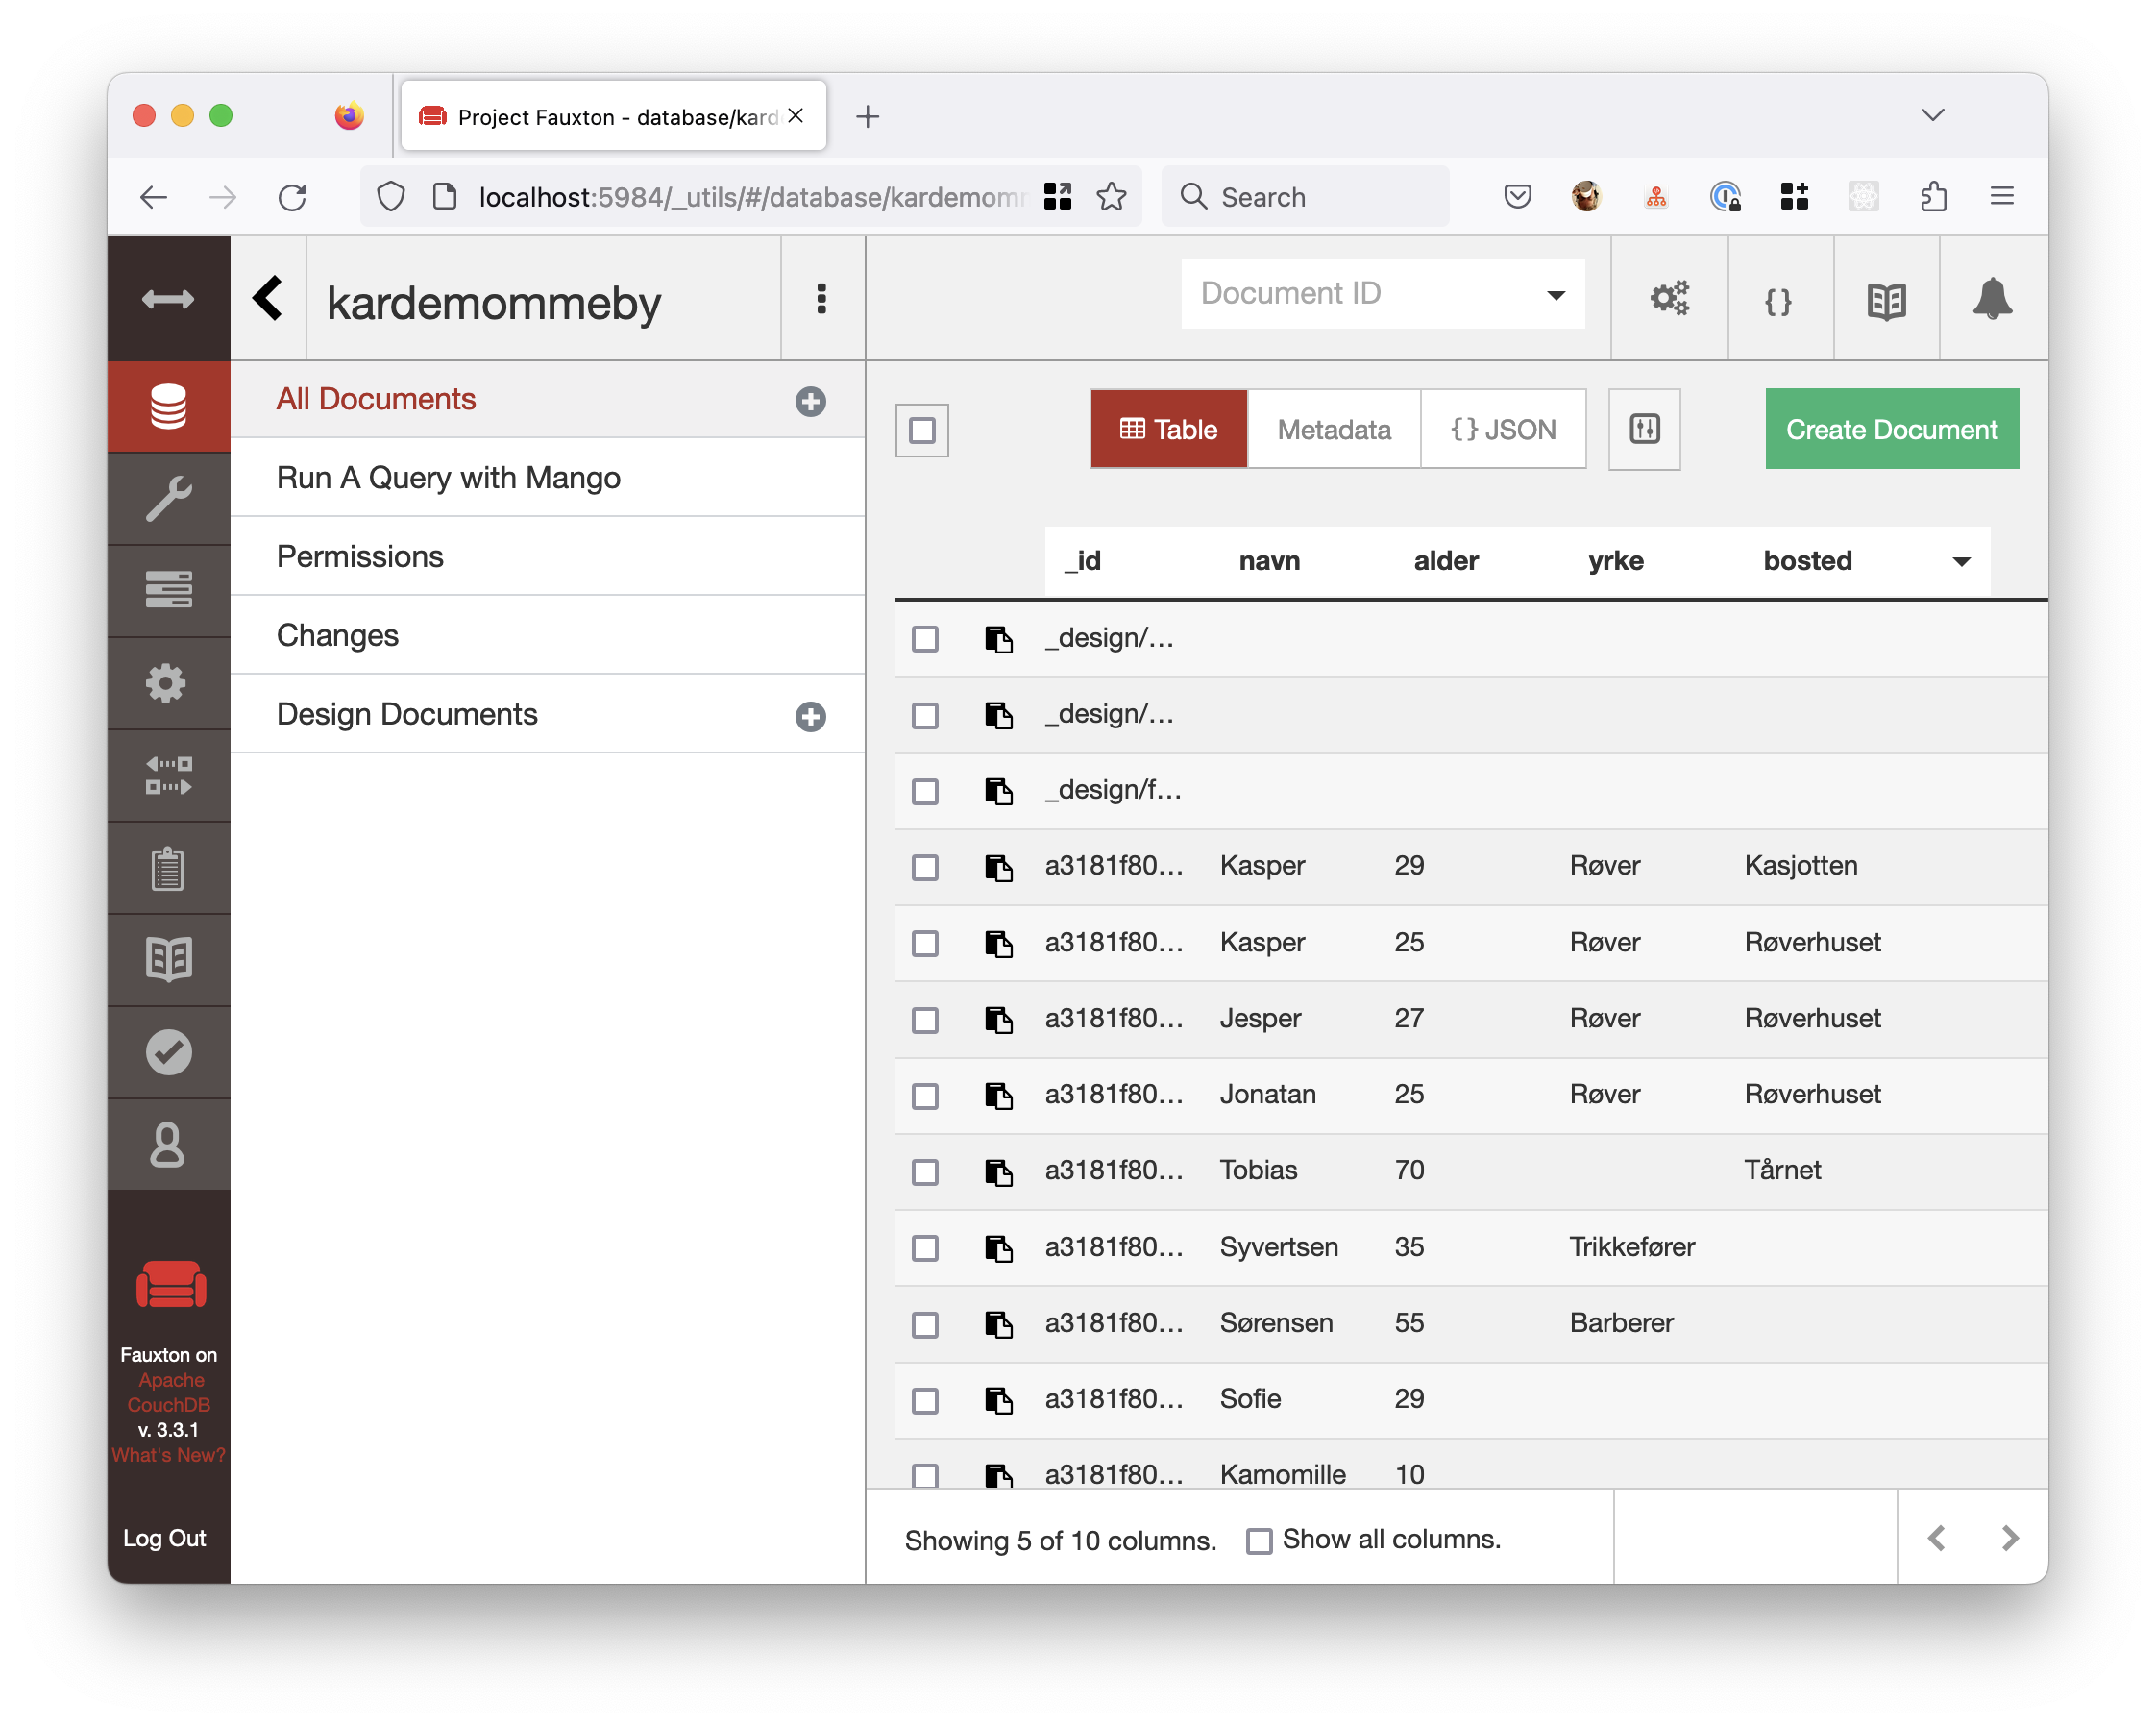 Project Fauxton - database/kard
localhost:5984/_utils/#/database/kardemomm
Search
kardemommeby
Document ID
{}
All Documents
Run A Query with Mango
Permissions
Changes
Design Documents
Table
Metadata
{} JSON
Create Document
_id navn alder yrke bosted
_design/...
_design/...
_design/f...
a3181f80... Kasper 29 Røver Kasjotten
a3181f80... Kasper 25 Røver Røverhuset
a3181f80... Jesper 27 Røver Røverhuset
a3181f80... Jonatan 25 Røver Røverhuset
a3181f80... Tobias 70 Tårnet
a3181f80... Syvertsen 35 Trikkefører
a3181f80... Sørensen 55 Barberer
a3181f80... Sofie 29
a3181f80... Kamomille 10
Showing 5 of 10 columns.
Show all columns.
Fauxton on
Apache
CouchDB
v. 3.3.1
What's New?
Log Out